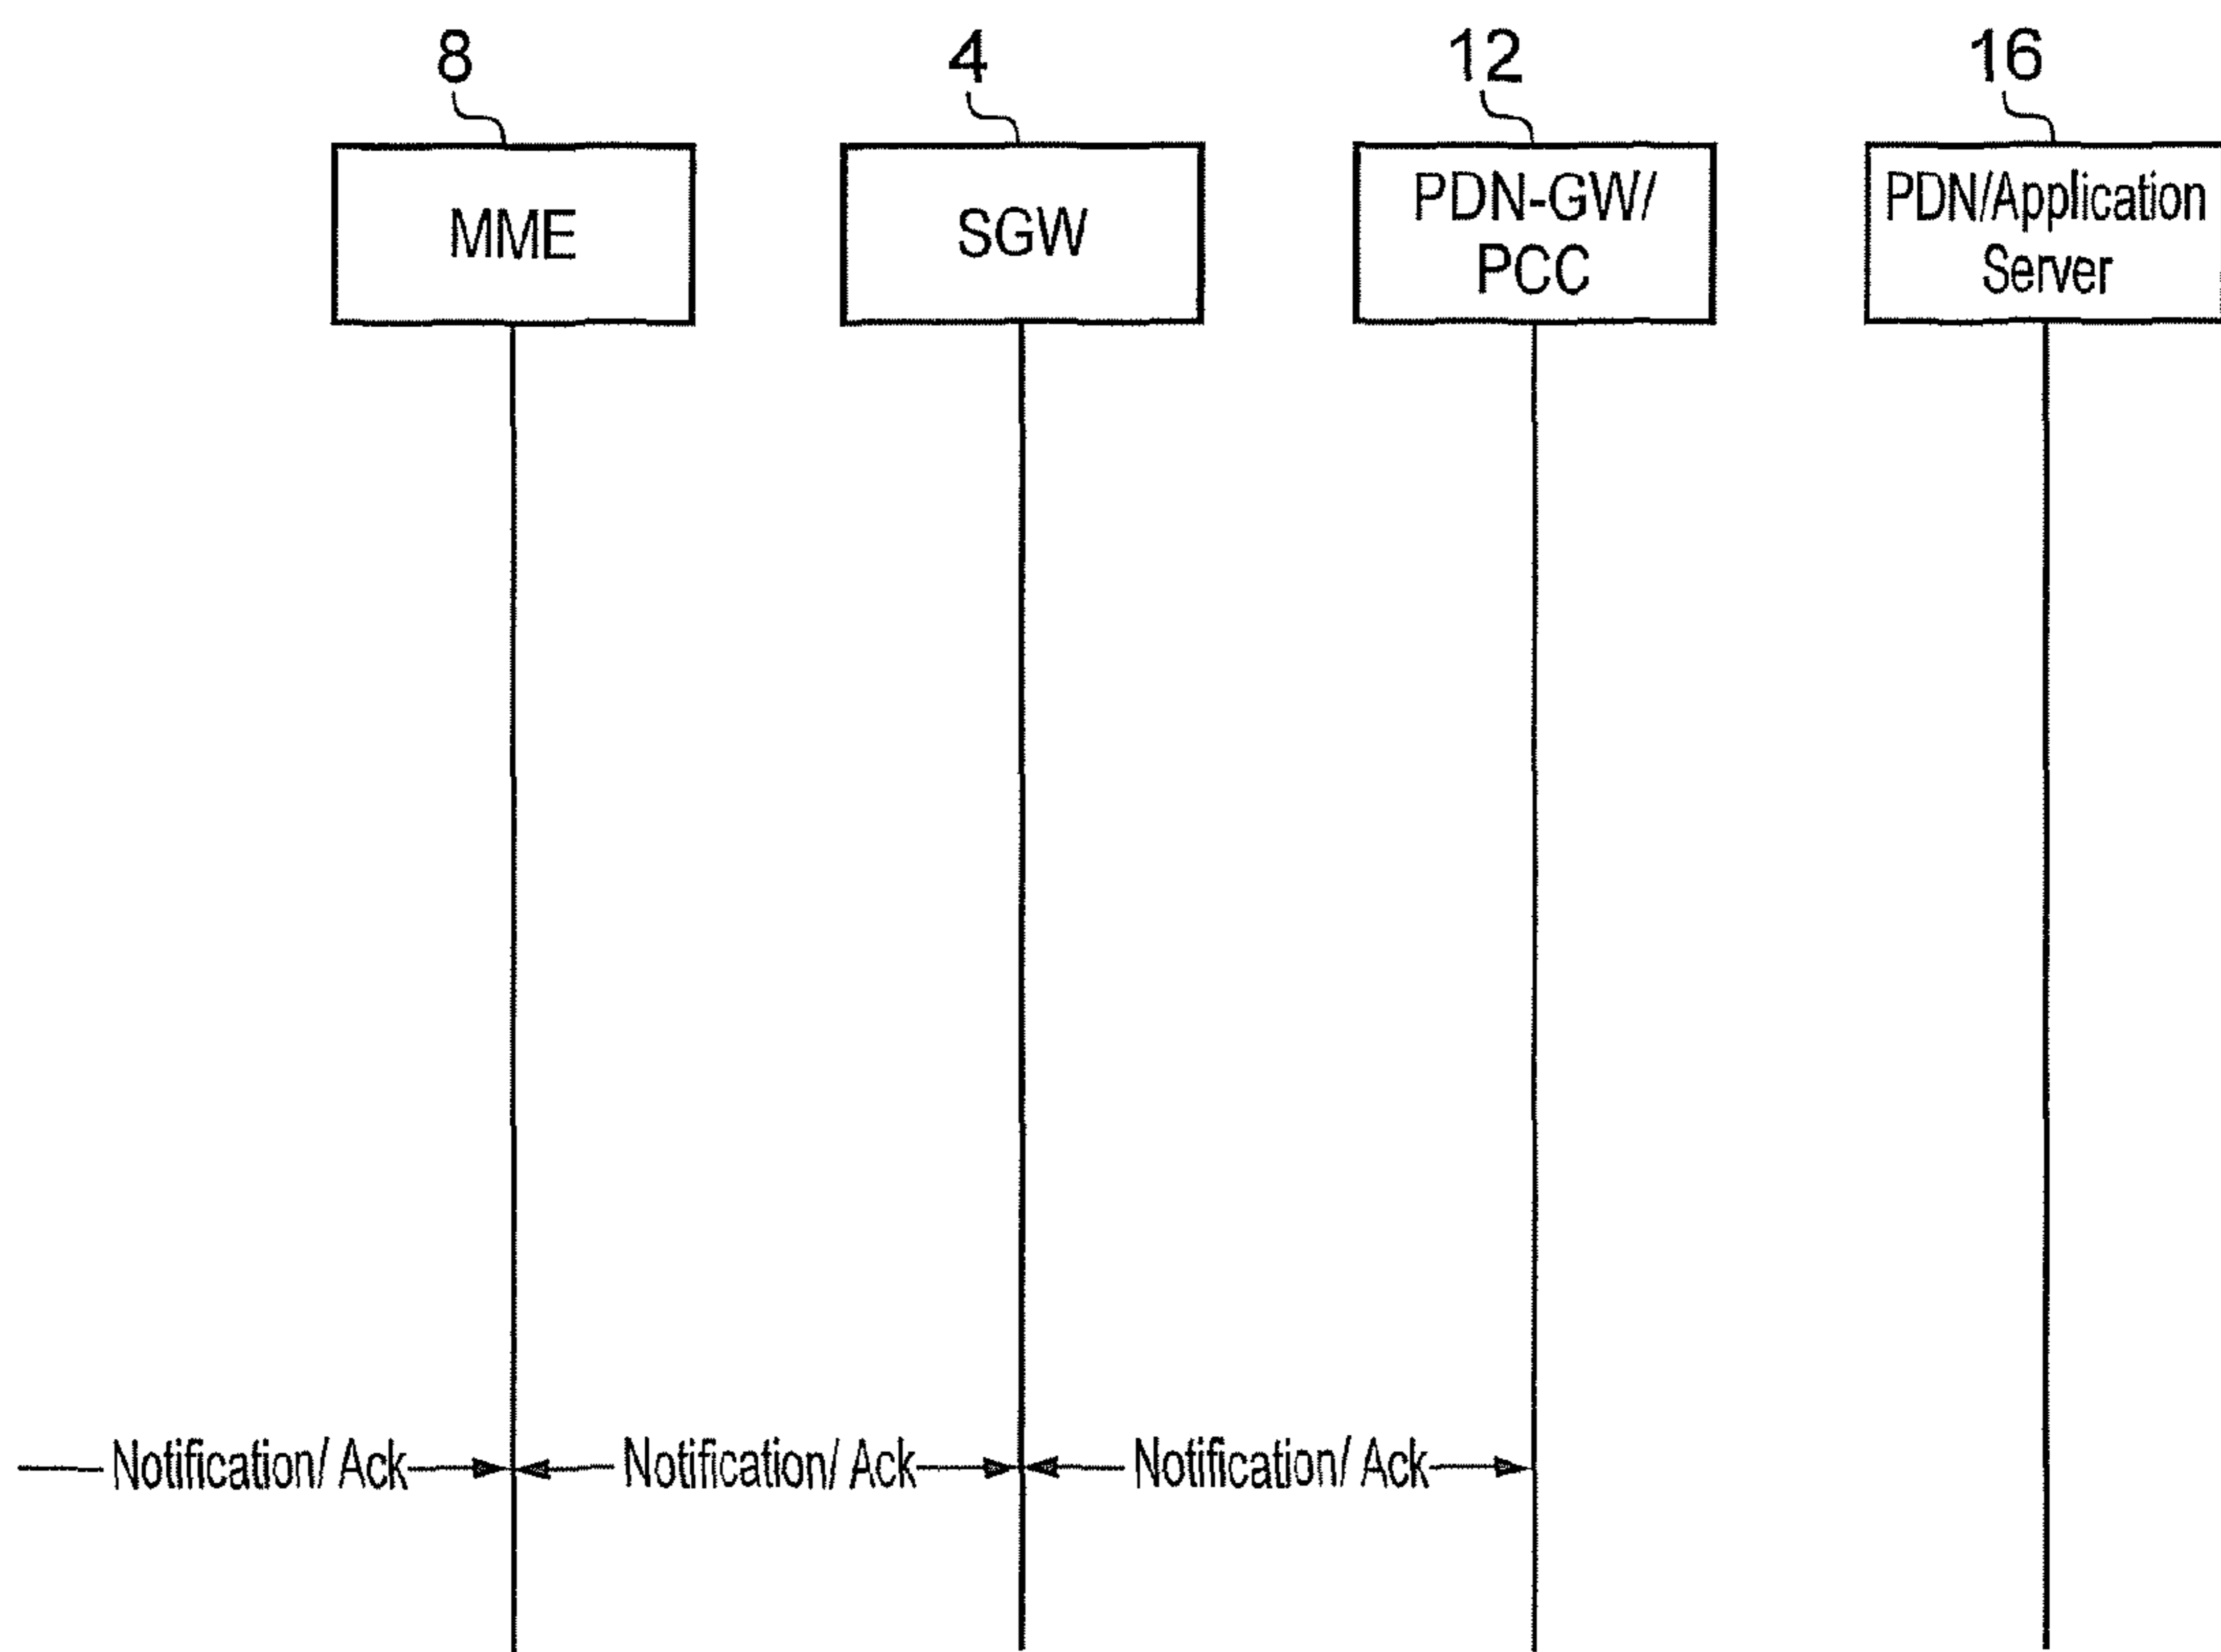 8
4
12
16
MME
SGW
PDN-GW/
PCC
PDN/Application
Server
Notification/ Ack
Notification/ Ack
Notification/ Ack